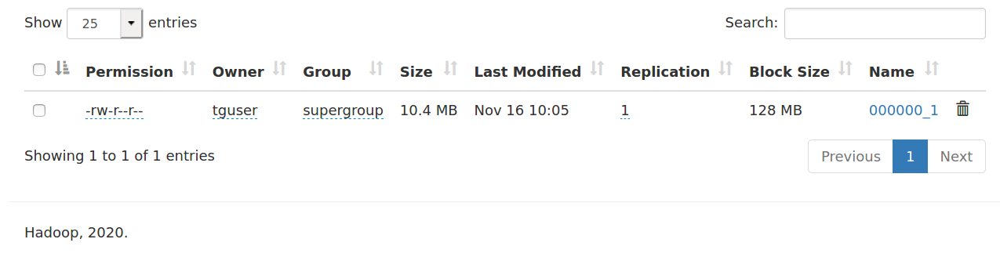 Show 25 entries Search:
Permission Owner Group Size Last Modified Replication Block Size Name
-rw-r--r-- tguser supergroup 10.4 MB Nov 16 10:05 1 128 MB 000000_1
Showing 1 to 1 of 1 entries Previous 1 Next
Hadoop, 2020.